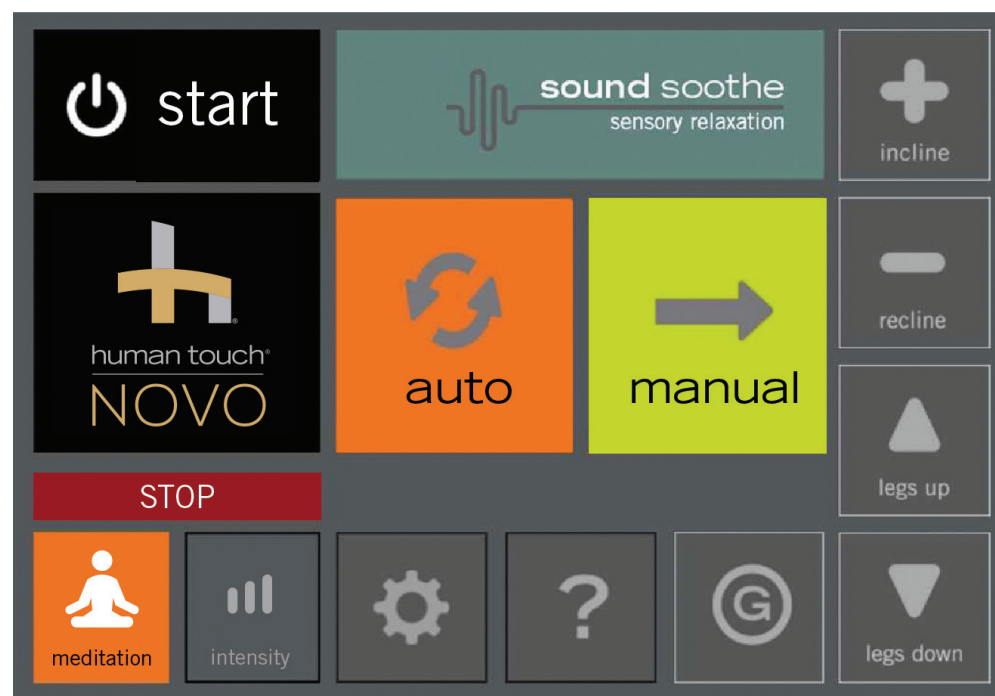 start
sound soothe
sensory relaxation
incline
human touch®
NOVO
auto
manual
recline
STOP
legs up
meditation
intensity
?
G
legs down